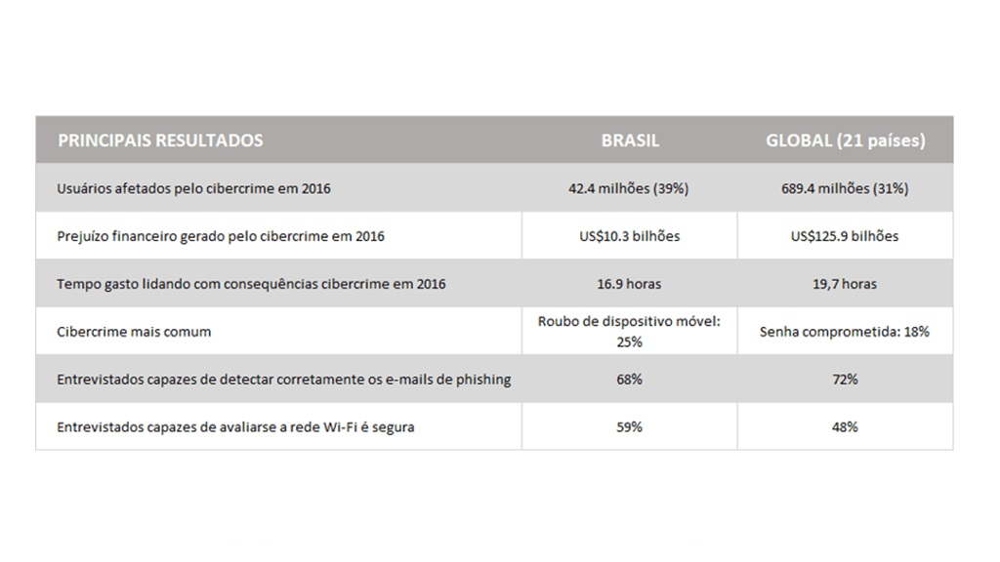 PRINCIPAIS RESULTADOS BRASIL GLOBAL (21 países)
Usuários afetados pelo cibercrime em 2016 42.4 milhões (39%) 689.4 milhões (31%)
Prejuízo financeiro gerado pelo cibercrime em 2016 US$10.3 bilhões US$125.9 bilhões
Tempo gasto lidando com consequências cibercrime em 2016 16.9 horas 19,7 horas
Cibercrime mais comum Roubo de dispositivo móvel: 25% Senha comprometida: 18%
Entrevistados capazes de detectar corretamente os e-mails de phishing 68% 72%
Entrevistados capazes de avaliarse a rede Wi-Fi é segura 59% 48%